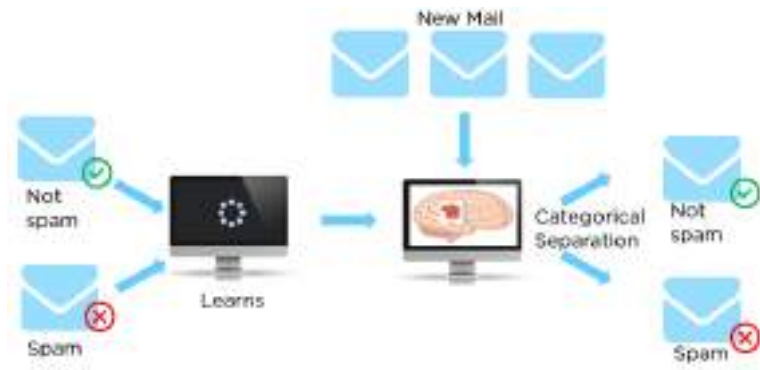 New Mail
Not
spam
Learns
Spam
Categorical
Separation
Not
spam
Spam